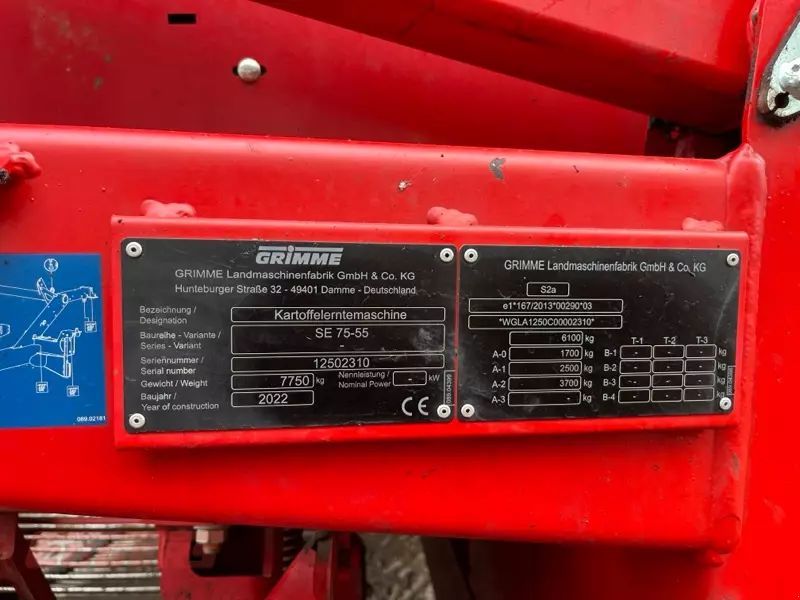 GRIMME
GRIMME Landmaschinenfabrik GmbH & Co. KG
Hunteburger Straße 32 - 49401 Damme - Deutschland
Bezeichnung /
Designation
Kartoffelerntemaschine
Baureihe - Variante /
Series - Variant
SE 75-55
-
Seriennummer /
Serial number
12502310
Gewicht / Weight
7750 kg
Nennleistung /
Nominal Power
- kW
Baujahr /
Year of construction
2022
CE
GRIMME Landmaschinenfabrik GmbH & Co. KG
S2a
e1*167/2013*00290*03
*WGLA1250C00002310*
6100 kg
A-0 1700 kg
A-1 2500 kg
A-2 3700 kg
A-3 - kg
T-1 T-2 T-3
B-1 - - - kg
B-2 - - - kg
B-3 - - - kg
B-4 - - - kg
089.02181